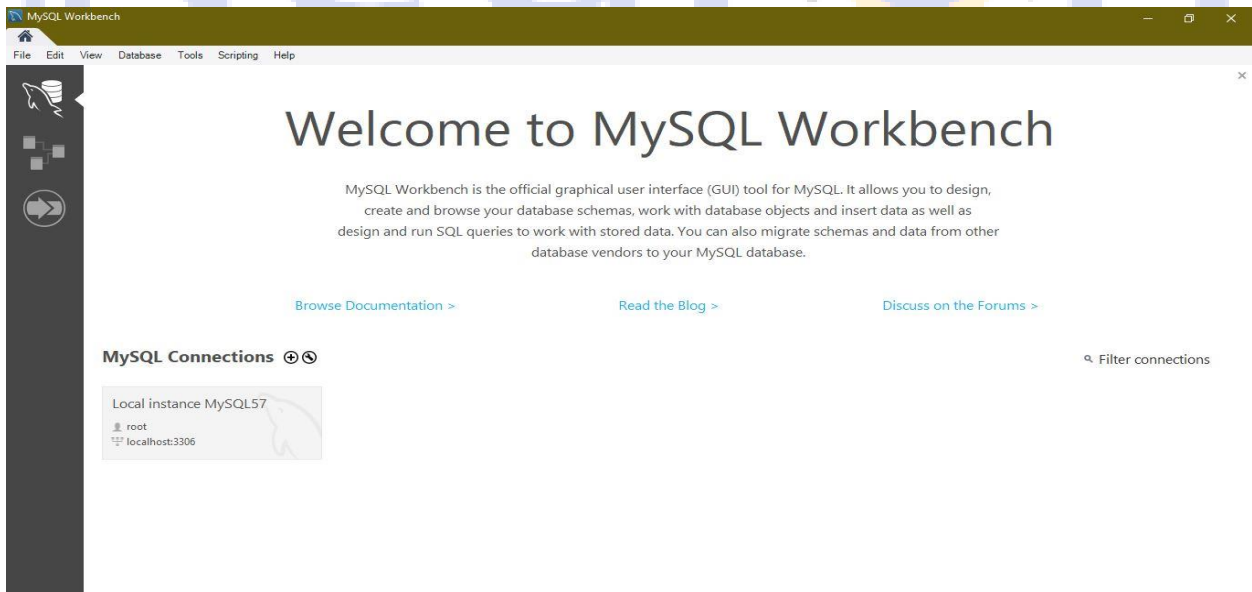 MySQL Workbench
File Edit View Database Tools Scripting Help
Welcome to MySQL Workbench
MySQL Workbench is the official graphical user interface (GUI) tool for MySQL. It allows you to design,
create and browse your database schemas, work with database objects and insert data as well as
design and run SQL queries to work with stored data. You can also migrate schemas and data from other
database vendors to your MySQL database.
Browse Documentation > Read the Blog > Discuss on the Forums >
MySQL Connections Filter connections
Local instance MySQL57
root
localhost:3306